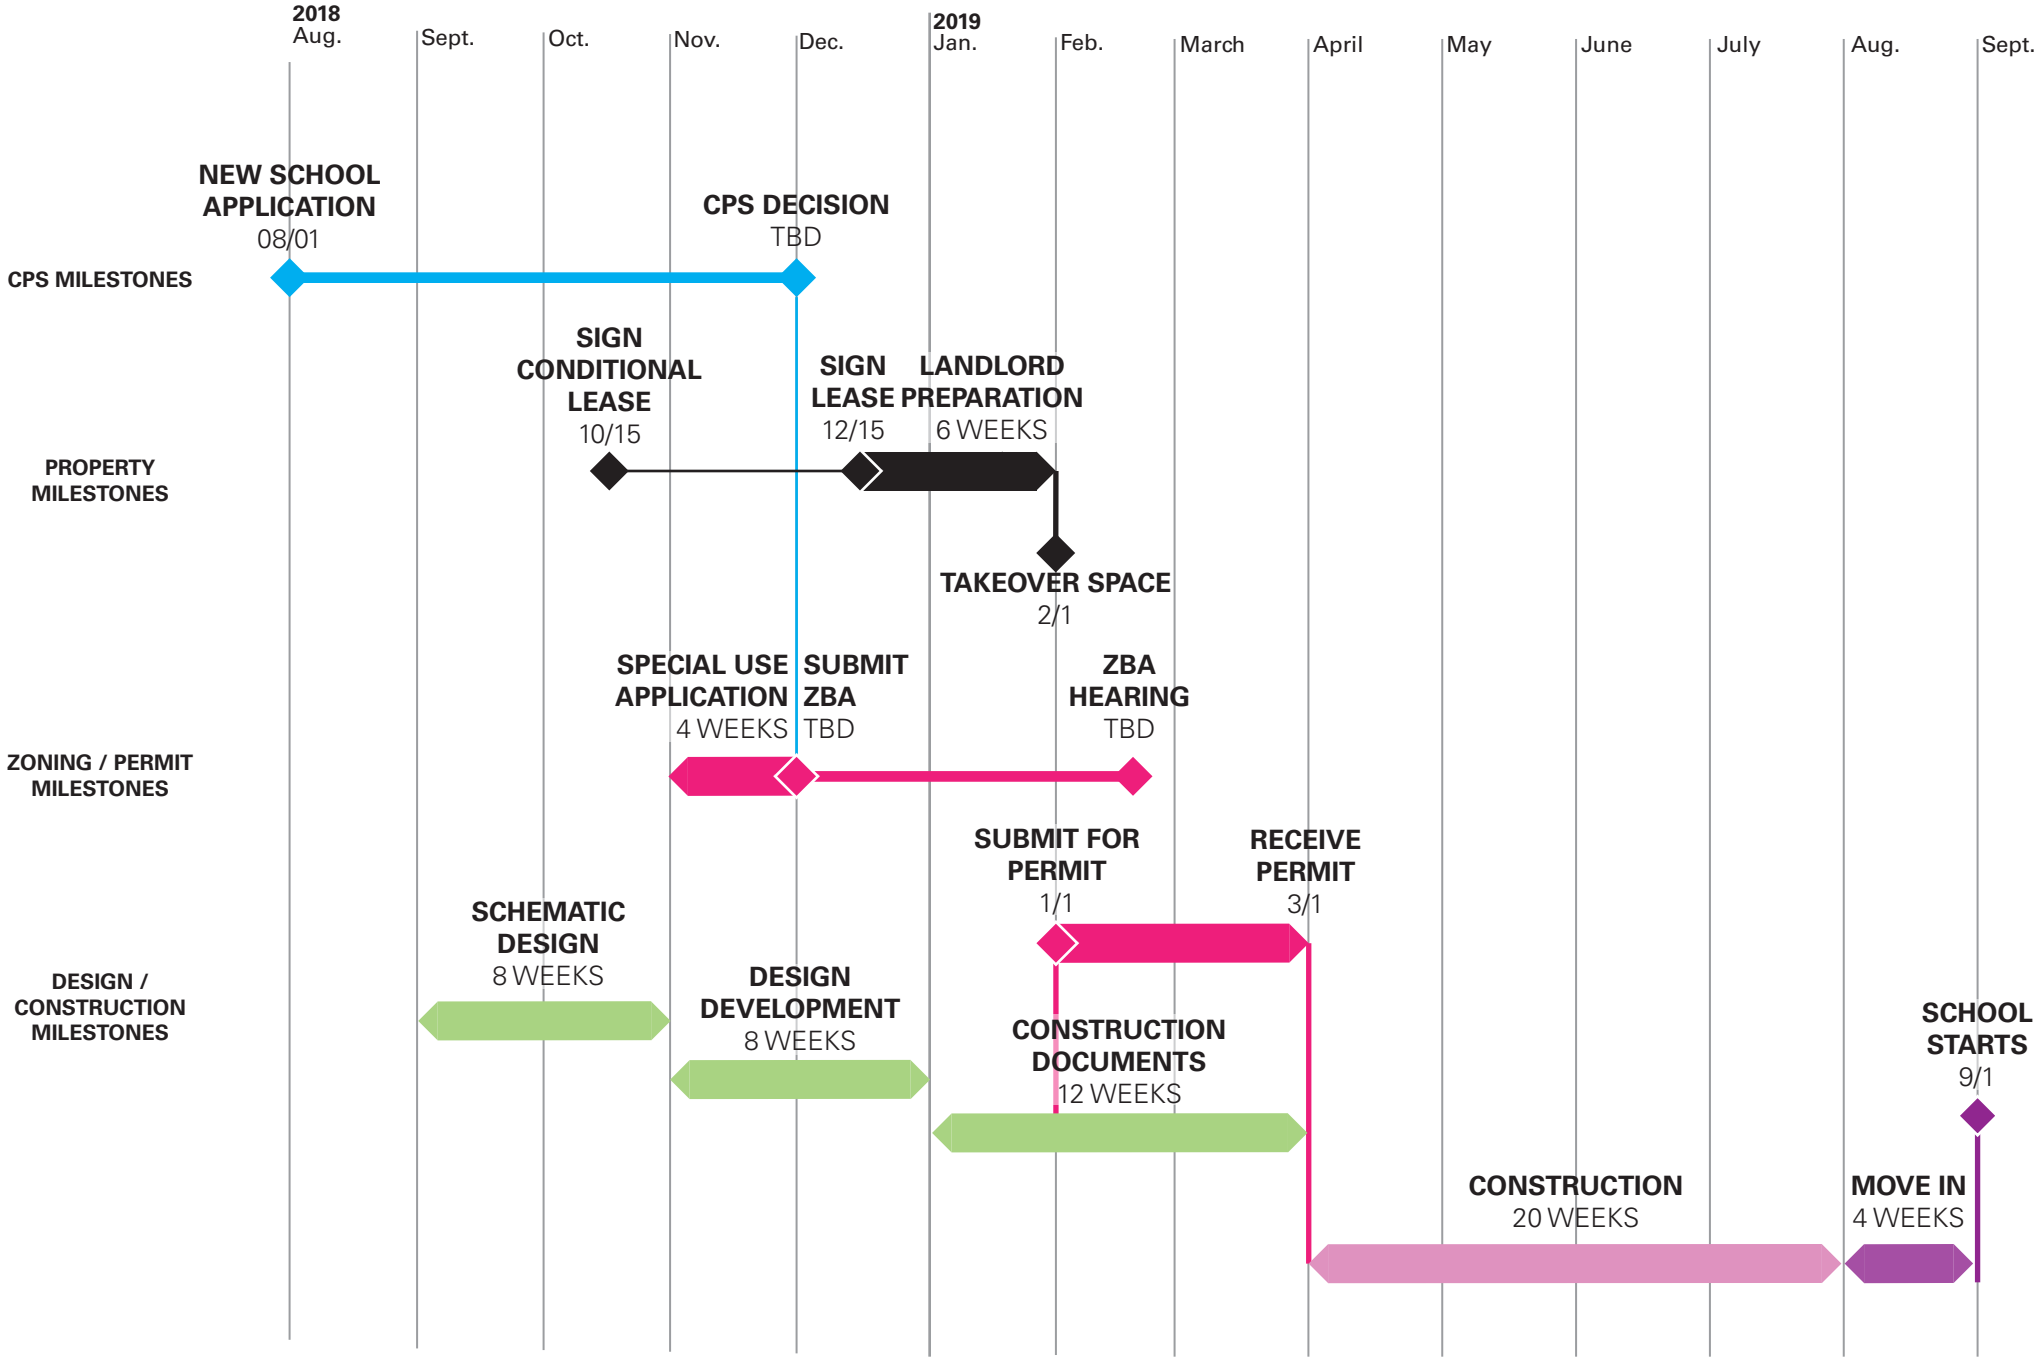 2018
Aug.
Sept.
Oct.
Nov.
Dec.
2019
Jan.
Feb.
March
April
May
June
July
Aug.
Sept.
NEW SCHOOL
APPLICATION
08/01
CPS DECISION
TBD
CPS MILESTONES
SIGN
CONDITIONAL
LEASE
10/15
SIGN
LEASE
12/15
LANDLORD
PREPARATION
6 WEEKS
PROPERTY
MILESTONES
TAKEOVER SPACE
2/1
SPECIAL USE
APPLICATION
4 WEEKS
SUBMIT
ZBA
TBD
ZBA
HEARING
TBD
ZONING / PERMIT
MILESTONES
SUBMIT FOR
PERMIT
1/1
RECEIVE
PERMIT
3/1
SCHEMATIC
DESIGN
8 WEEKS
DESIGN
DEVELOPMENT
8 WEEKS
CONSTRUCTION
DOCUMENTS
12 WEEKS
DESIGN /
CONSTRUCTION
MILESTONES
SCHOOL
STARTS
9/1
CONSTRUCTION
20 WEEKS
MOVE IN
4 WEEKS